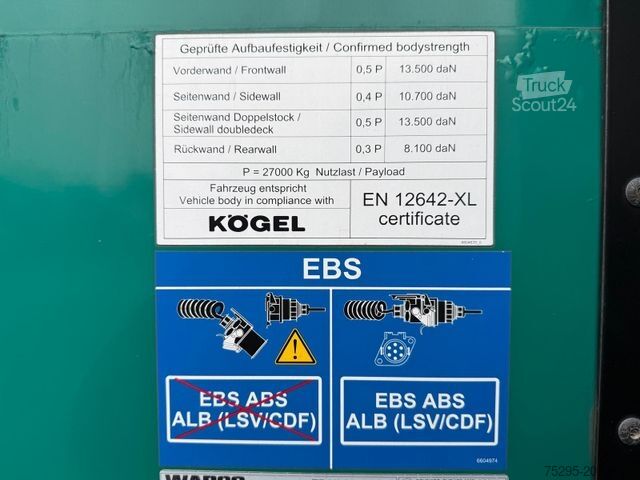 Geprüfte Aufbaufestigkeit / Confirmed bodystrength
Vorderwand / Frontwall 0,5 P 13.500 daN
Seitenwand / Sidewall 0,4 P 10.700 daN
Seitenwand Doppelstock /
Sidewall doubledeck 0,5 P 13.500 daN
Rückwand / Rearwall 0,3 P 8.100 daN
P = 27000 Kg Nutzlast / Payload
Fahrzeug entspricht
Vehicle body in compliance with
KÖGEL
EN 12642-XL
certificate
Truck
Scout24
EBS
EBS ABS
ALB (LSV/CDF)
EBS ABS
ALB (LSV/CDF)
6604974
WABCO